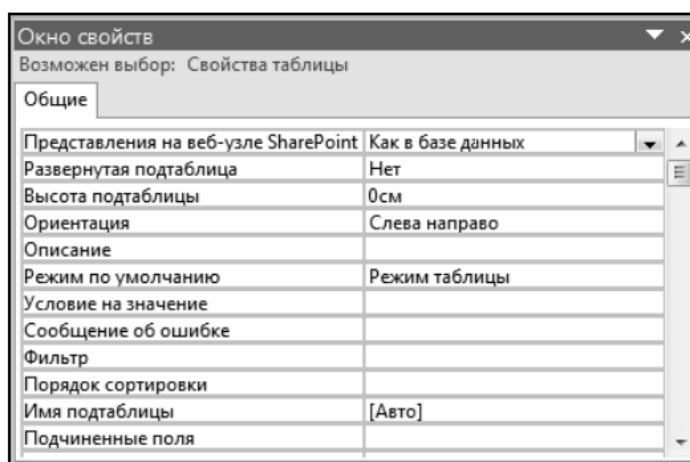 Окно свойств
Возможен выбор: Свойства таблицы
Общие
Представления на веб-узле SharePoint Как в базе данных
Развернутая подтаблица Нет
Высота подтаблицы 0см
Ориентация Слева направо
Описание
Режим по умолчанию Режим таблицы
Условие на значение
Сообщение об ошибке
Фильтр
Порядок сортировки
Имя подтаблицы [Авто]
Подчиненные поля